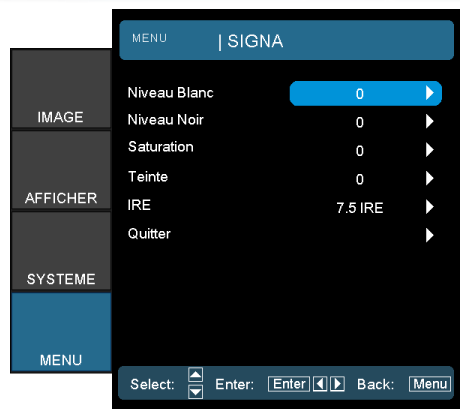 MENU | SIGNA
IMAGE
AFFICHER
SYSTEME
MENU
Niveau Blanc 0
Niveau Noir 0
Saturation 0
Teinte 0
IRE 7.5 IRE
Quitter
Select: Enter: Enter Back: Menu